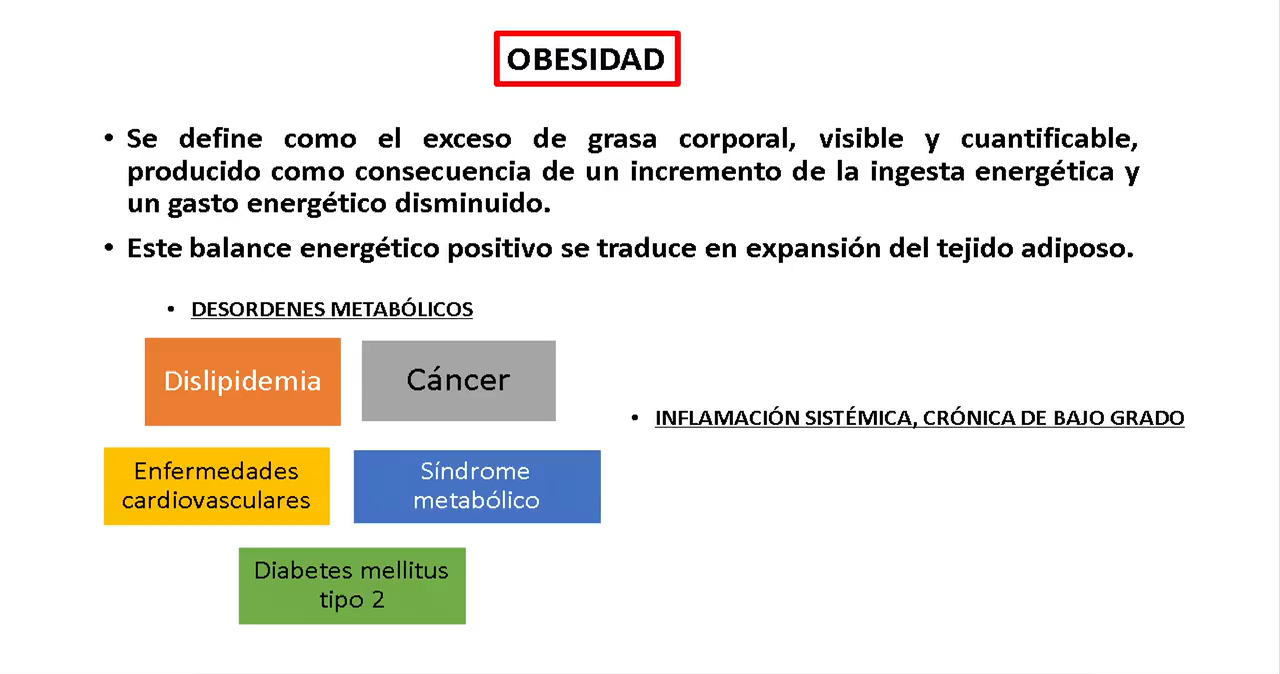 OBESIDAD
• Se define como el exceso de grasa corporal, visible y cuantificable,
producido como consecuencia de un incremento de la ingesta energética y
un gasto energético disminuido.
• Este balance energético positivo se traduce en expansión del tejido adiposo.
• DESORDENES METABÓLICOS
Dislipidemia
Cáncer
• INFLAMACIÓN SISTÉMICA, CRÓNICA DE BAJO GRADO
Enfermedades
cardiovasculares
Síndrome
metabólico
Diabetes mellitus
tipo 2